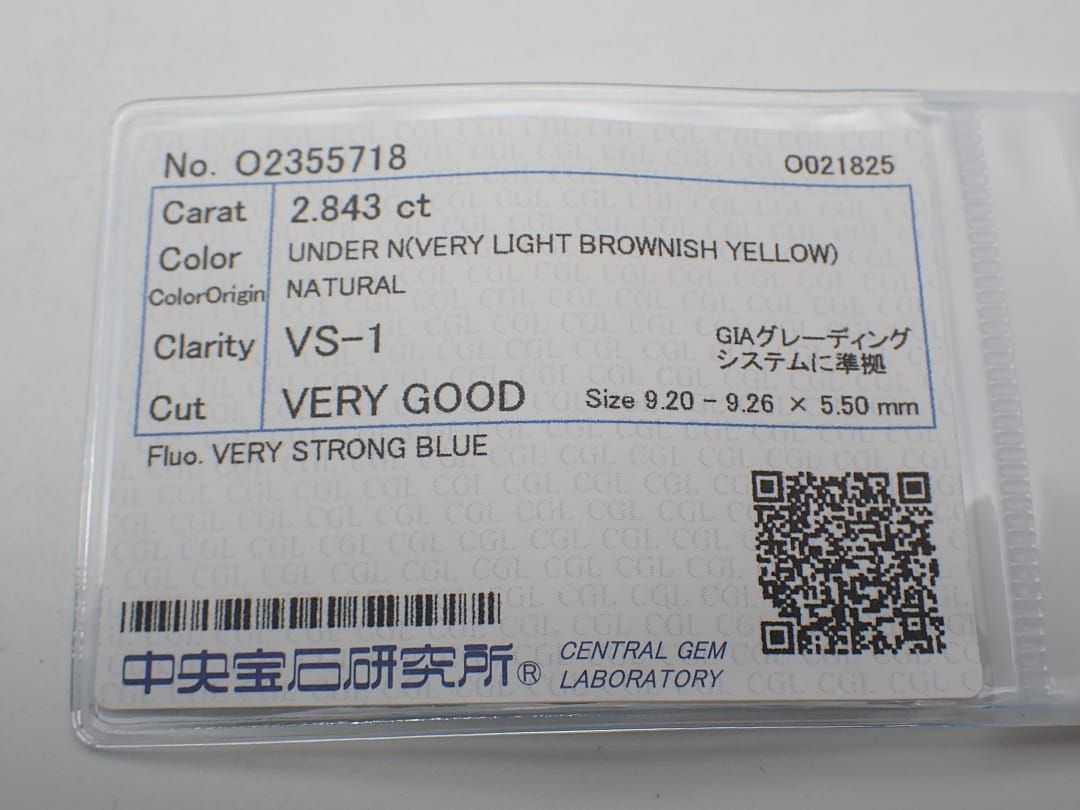 No. O2355718 O021825
Carat 2.843 ct
Color UNDER N(VERY LIGHT BROWNISH YELLOW)
ColorOrigin NATURAL
Clarity VS-1 GIAグレーディング
システムに準拠
Cut VERY GOOD Size 9.20 - 9.26 × 5.50 mm
Fluo. VERY STRONG BLUE
中央宝石研究所® CENTRAL GEM
LABORATORY